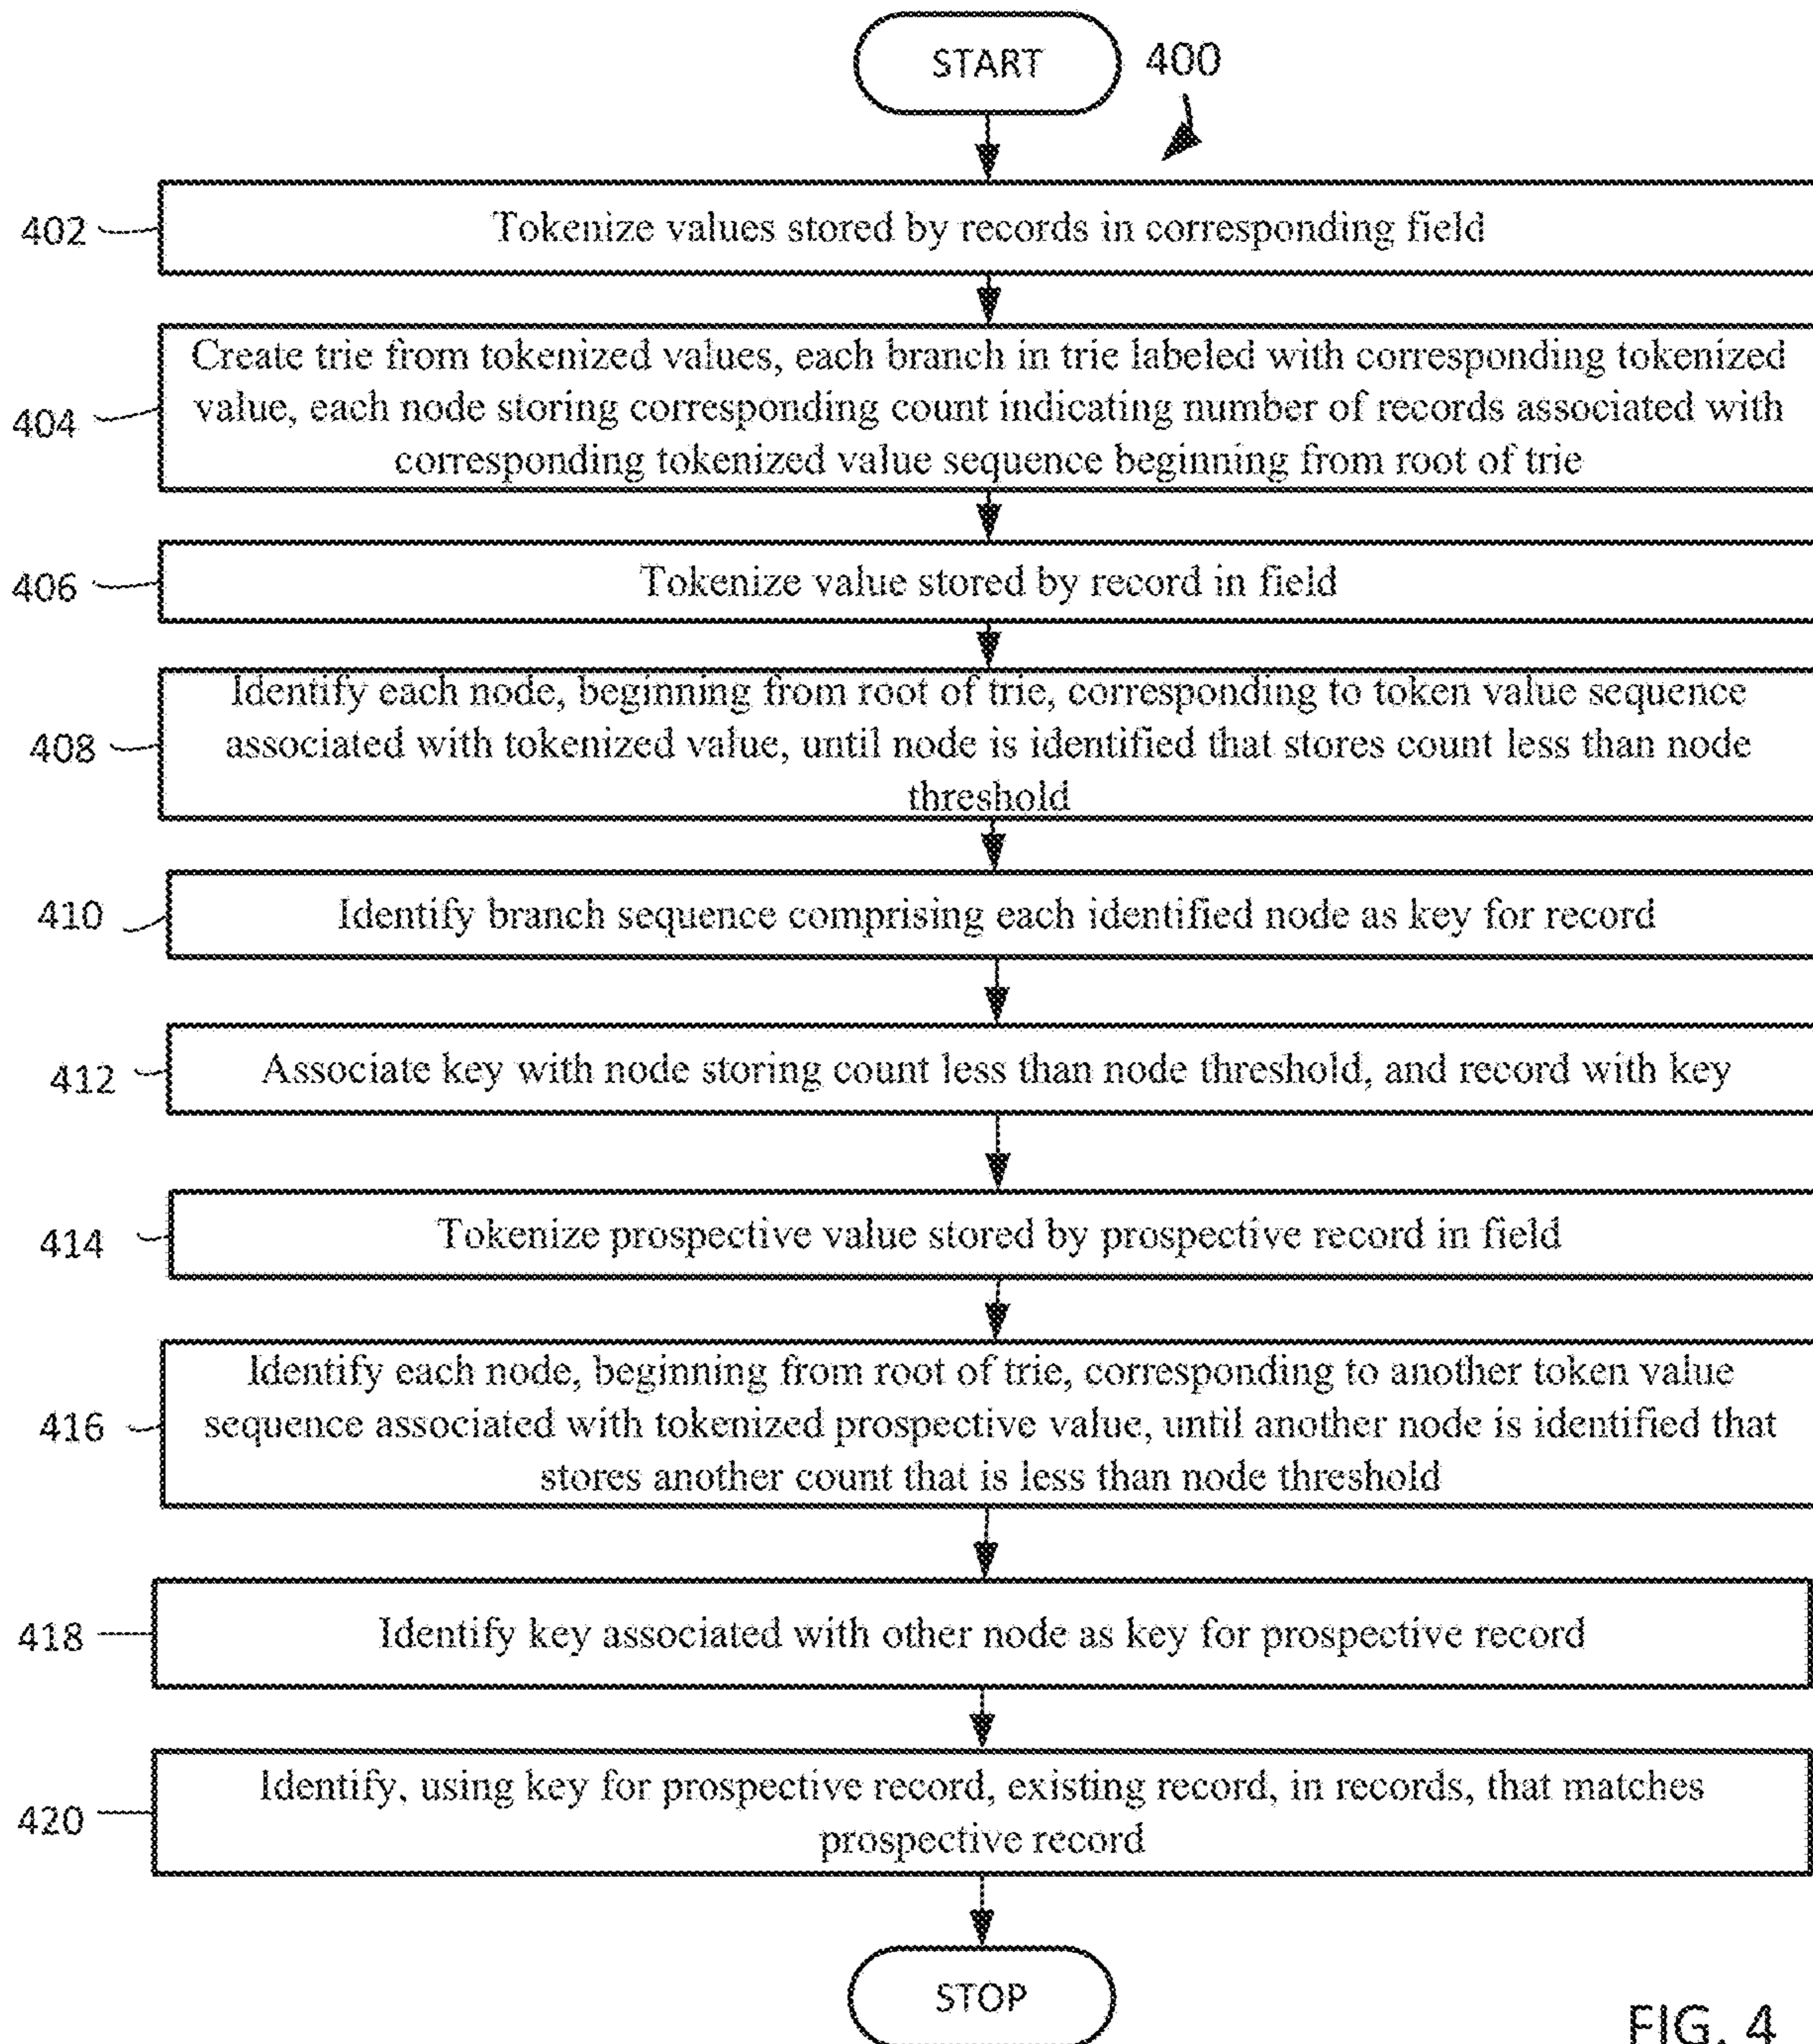 START
400
402
Tokenize values stored by records in corresponding field
Create trie from tokenized values, each branch in trie labeled with corresponding tokenized
value, each node storing corresponding count indicating number of records associated with
corresponding tokenized value sequence beginning from root of trie
404
406
Tokenize value stored by record in field
Identify each node, beginning from root of trie, corresponding to token value sequence
associated with tokenized value, until node is identified that stores count less than node
threshold
408
410
Identify branch sequence comprising each identified node as key for record
412
Associate key with node storing count less than node threshold, and record with key
414
Tokenize prospective value stored by prospective record in field
Identify each node, beginning from root of trie, corresponding to another token value
sequence associated with tokenized prospective value, until another node is identified that
stores another count that is less than node threshold
416
418
Identify key associated with other node as key for prospective record
Identify, using key for prospective record, existing record, in records, that matches
prospective record
420
STOP
FIG. 4